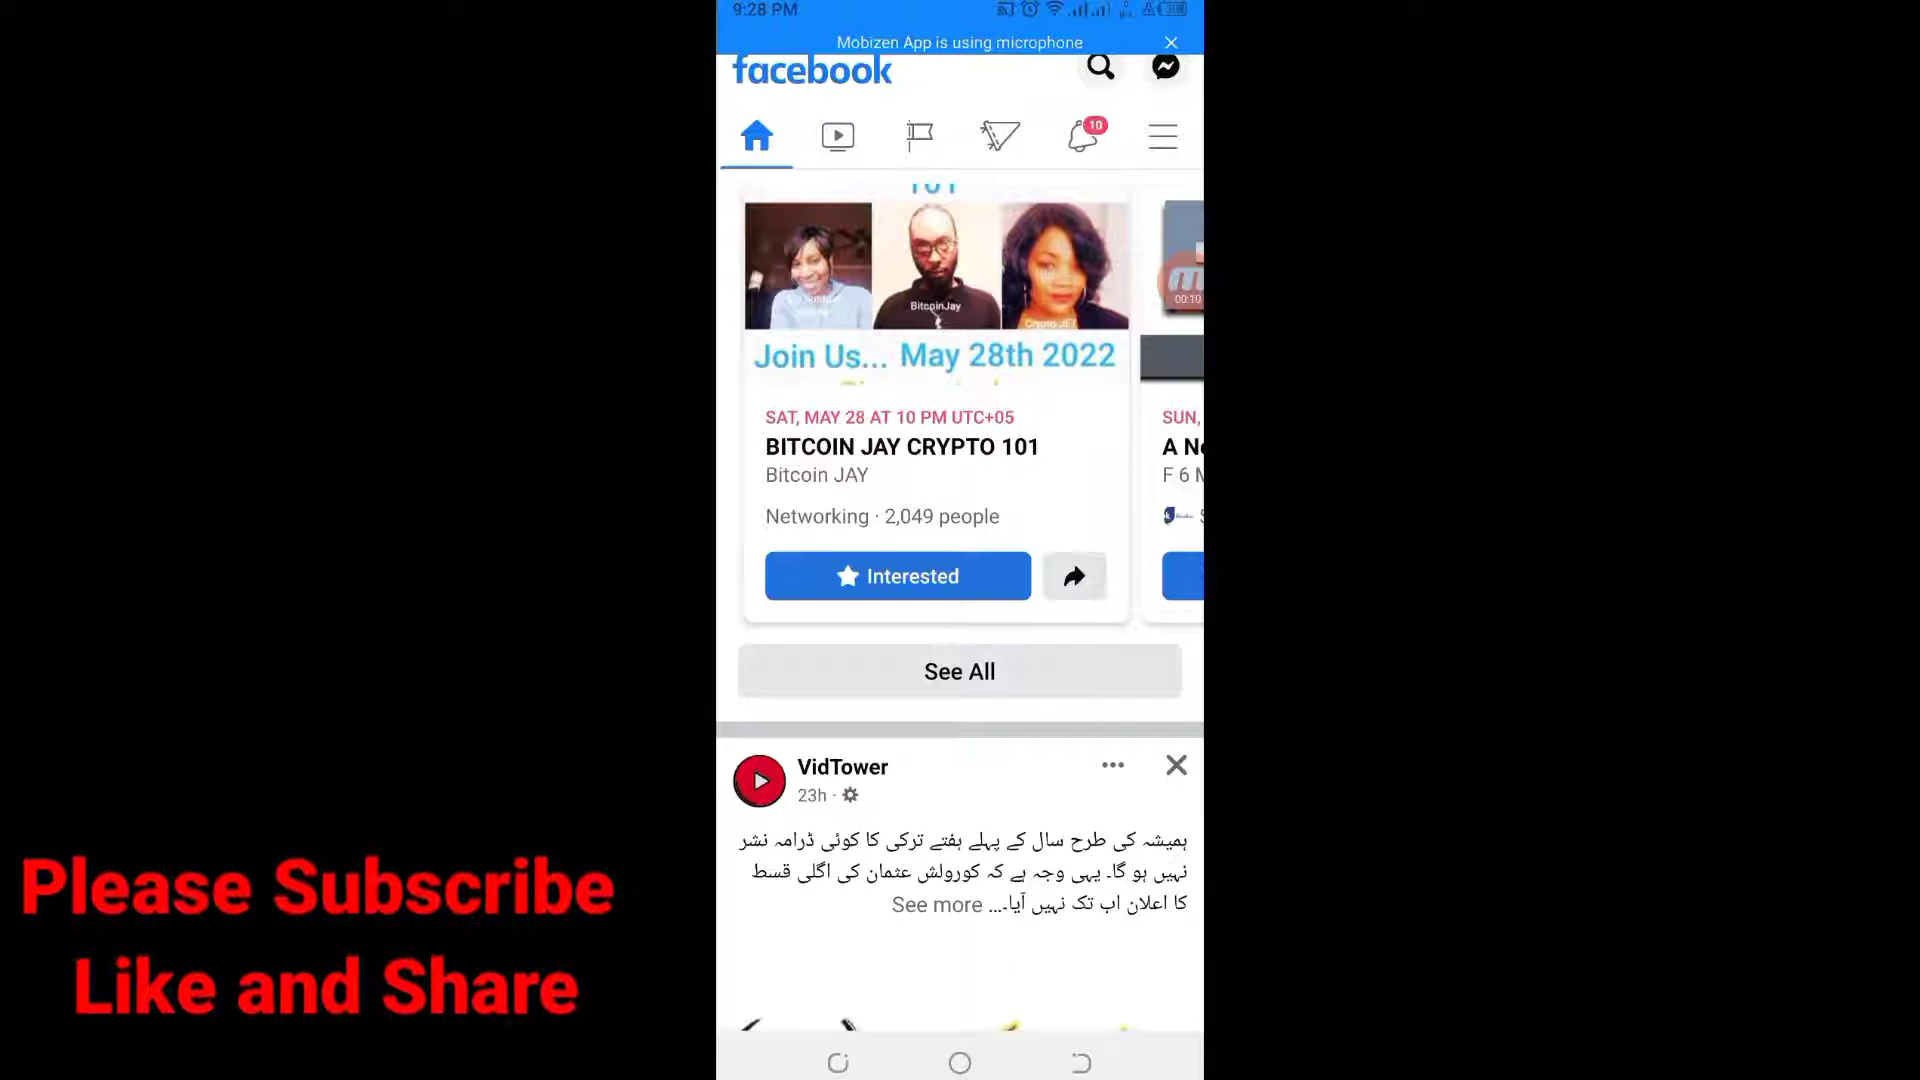 9:28 PM
Mobizen App is using microphone
facebook
10
101
BitcoinJay
CryptoJET
00:10
Join Us... May 28th 2022
SAT, MAY 28 AT 10 PM UTC+05
SUN,
BITCOIN JAY CRYPTO 101
A Ne
Bitcoin JAY
F 6 M
Networking · 2,049 people
Interested
See All
VidTower
23h ·
ہمیشہ کی طرح سال کے پہلے ہفتے ترکی کا کوئی ڈرامہ نشر
نہیں ہو گا۔ یہی وجہ ہے کہ کورولش عثمان کی اگلی قسط
کا اعلان اب تک نہیں آیا۔... See more
Please Subscribe
Like and Share